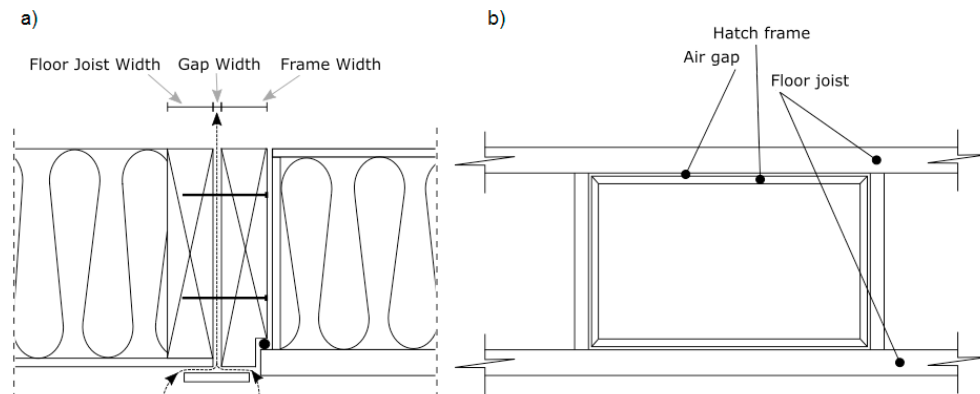 a)
Floor Joist Width
Gap Width
Frame Width
b)
Hatch frame
Air gap
Floor joist